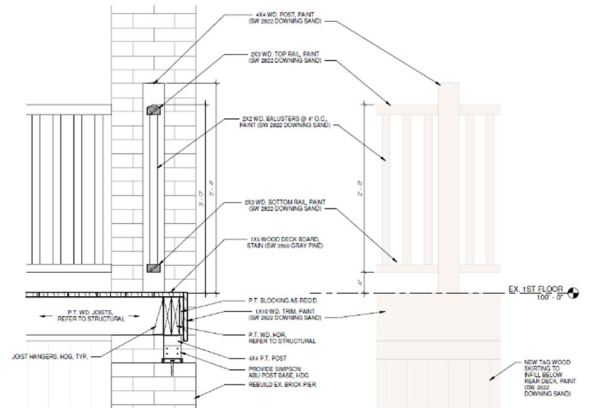 4X4 WD. POST, PAINT
(SW 2822 DOWNING SAND)
2X3 WD. TOP RAIL, PAINT
(SW 2822 DOWNING SAND)
2X2 WD. BALUSTERS @ 4" O.C.,
PAINT (SW 2822 DOWNING SAND)
3'-0"
3'-4"
2X3 WD. BOTTOM RAIL, PAINT
(SW 2822 DOWNING SAND)
4"
1X6 WOOD DECK BOARD,
STAIN (SW 3560 GRAY PINE)
EX. 1ST FLOOR
100'-0"
P.T. WD. JOISTS,
REFER TO STRUCTURAL
P.T. BLOCKING AS REQ'D
1X10 WD. TRIM, PAINT
(SW 2822 DOWNING SAND)
P.T. WD. HDR,
REFER TO STRUCTURAL
JOIST HANGERS, HDG, TYP.
4X4 P.T. POST
PROVIDE SIMPSON
ABU POST BASE, HDG
REBUILD EX. BRICK PIER
NEW T&G WOOD
SKIRTING TO
INFILL BELOW
REAR DECK, PAINT
(SW 2822
DOWNING SAND)